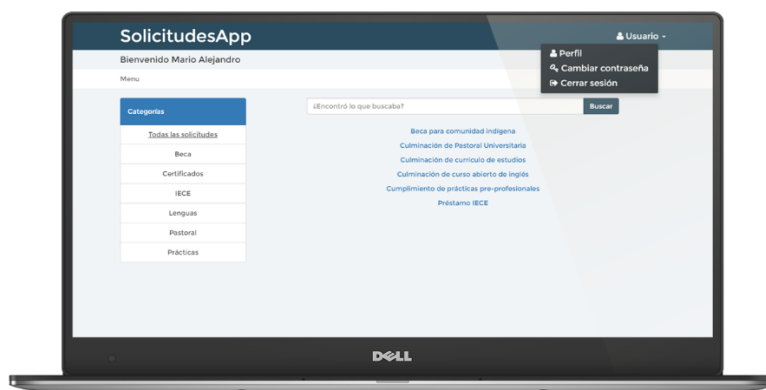 SolicitudesApp
Usuario
Bienvenido Mario Alejandro
Perfil
Cambiar contraseña
Cerrar sesión
Menu
Categorías
¿Encontró lo que buscaba?
Buscar
Todas las solicitudes
Beca
Certificados
IECE
Lenguas
Pastoral
Prácticas
Beca para comunidad indígena
Culminación de Pastoral Universitaria
Culminación de currículo de estudios
Culminación de curso abierto de inglés
Cumplimiento de prácticas pre-profesionales
Préstamo IECE
DELL